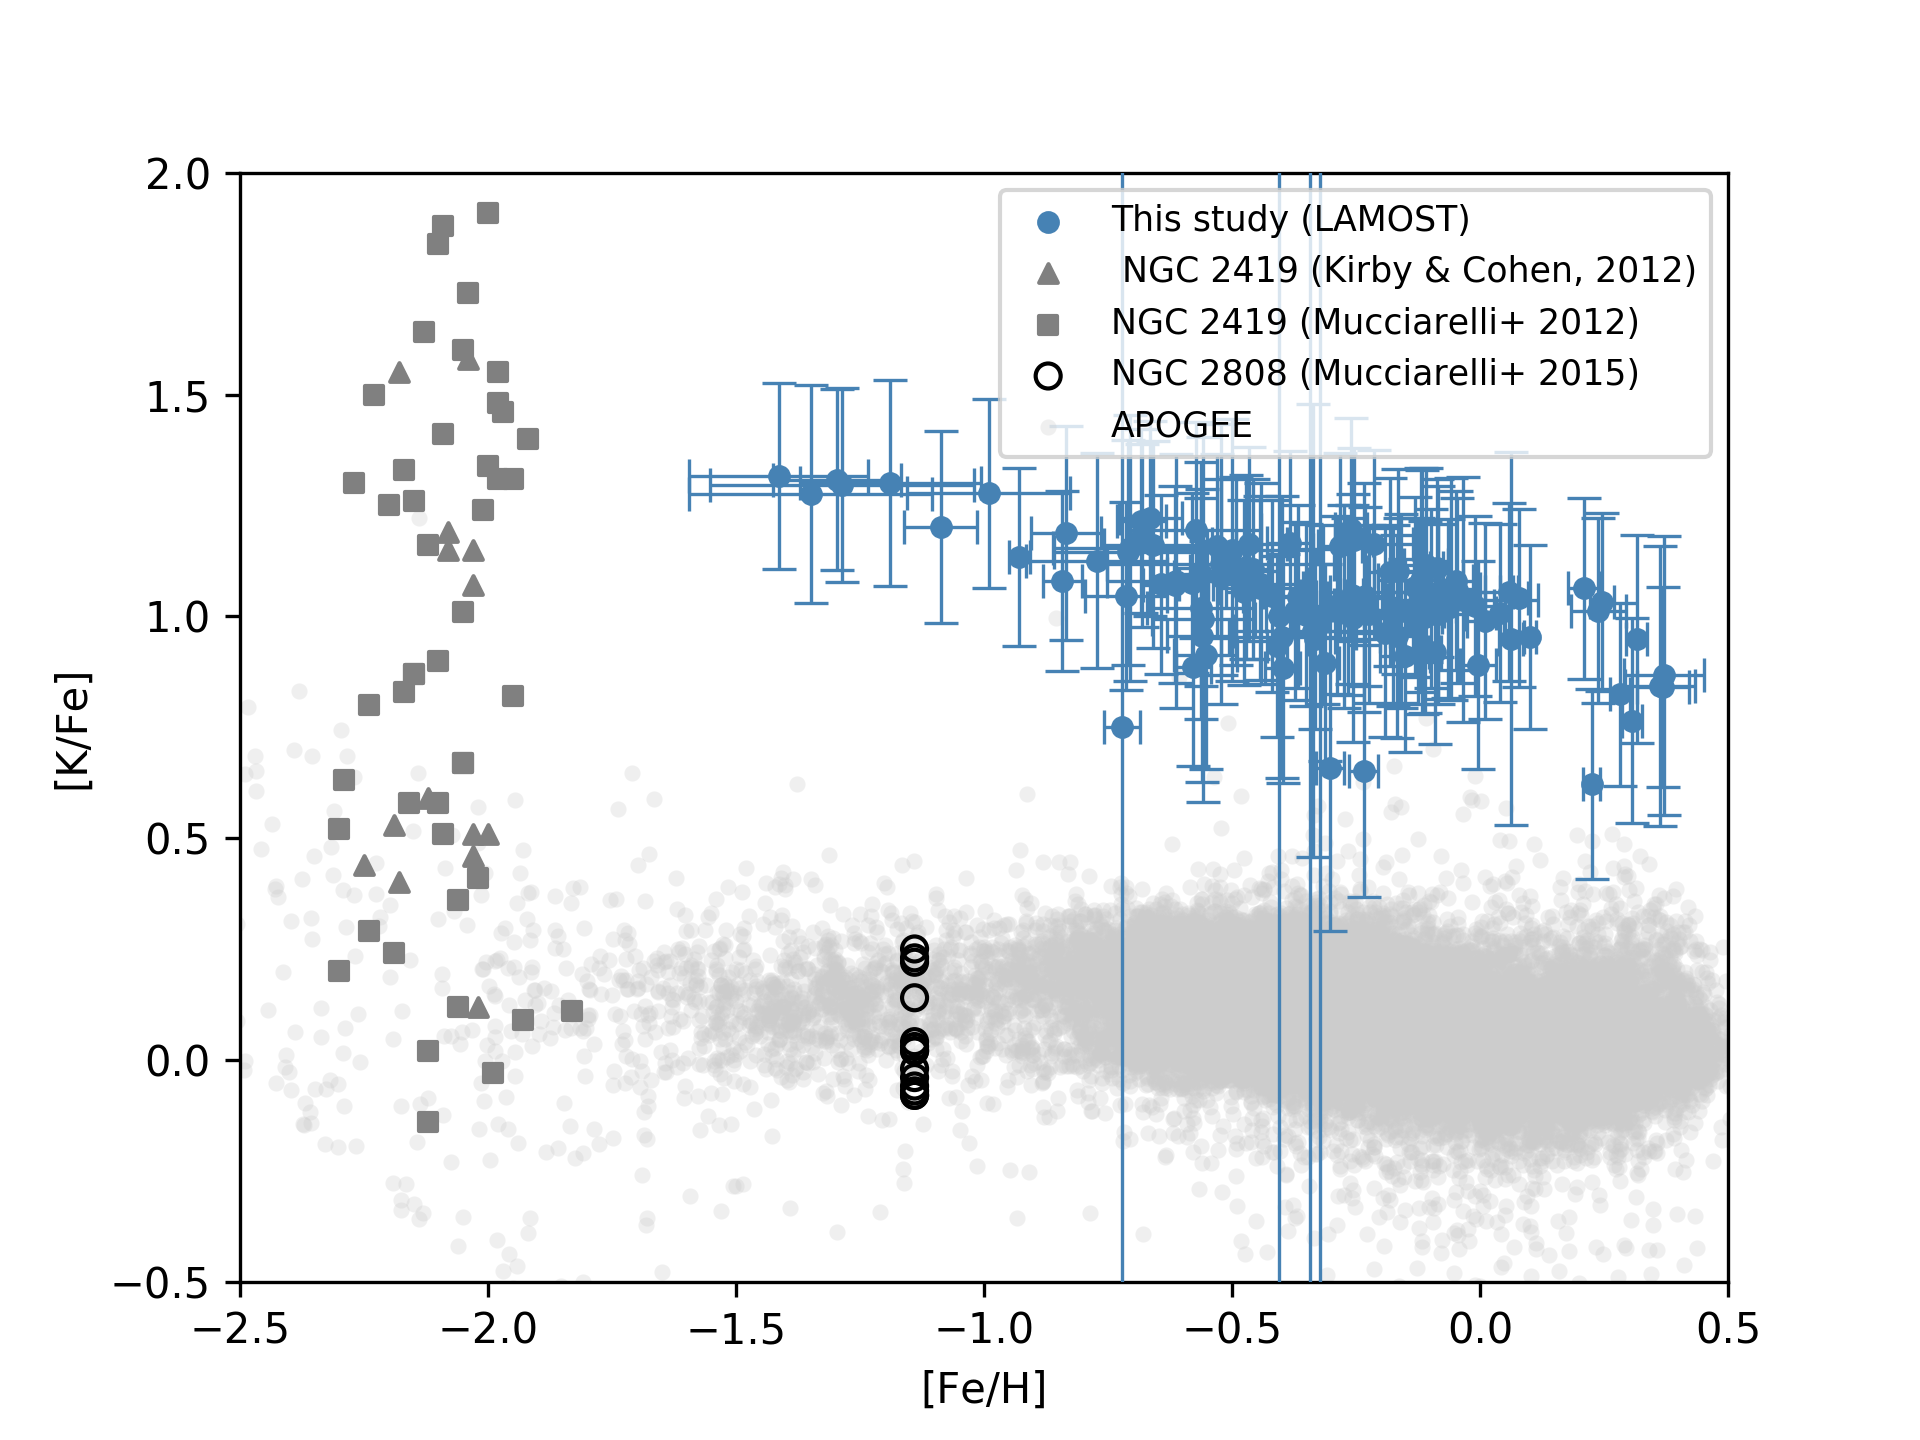 2.0
1.5
1.0
0.5
0.0
−0.5
[K/Fe]
This study (LAMOST)
NGC 2419 (Kirby & Cohen, 2012)
NGC 2419 (Mucciarelli+ 2012)
NGC 2808 (Mucciarelli+ 2015)
APOGEE
−2.5 −2.0 −1.5 −1.0 −0.5 0.0 0.5
[Fe/H]